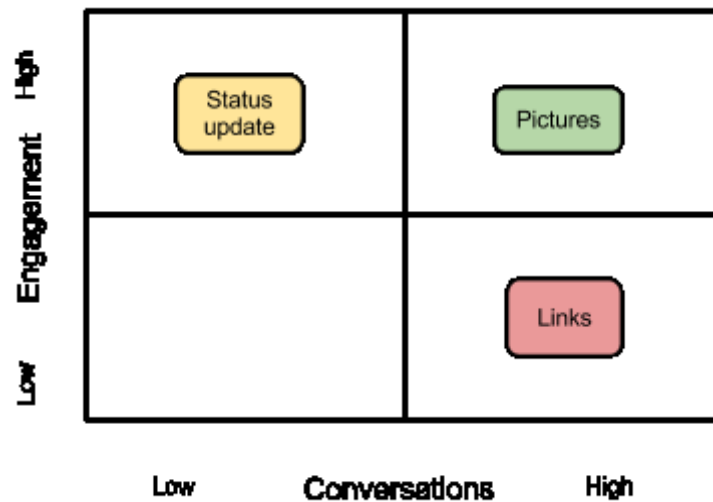 High
Status
update
Pictures
Engagement
Links
Low
Low
Conversations
High